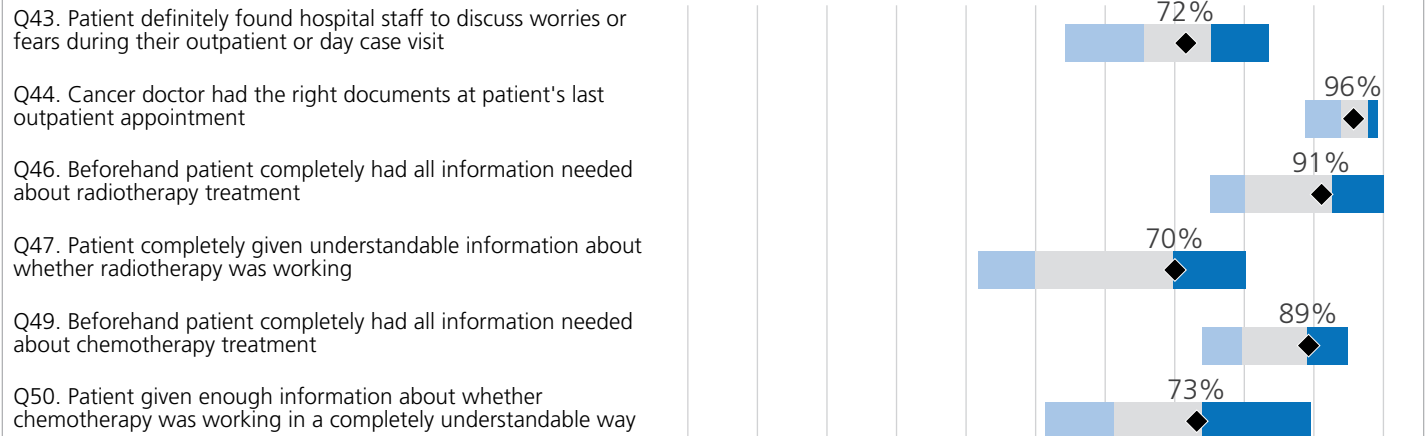 Q43. Patient definitely found hospital staff to discuss worries or
fears during their outpatient or day case visit
72%
Q44. Cancer doctor had the right documents at patient's last
outpatient appointment
96%
Q46. Beforehand patient completely had all information needed
about radiotherapy treatment
91%
Q47. Patient completely given understandable information about
whether radiotherapy was working
70%
Q49. Beforehand patient completely had all information needed
about chemotherapy treatment
89%
Q50. Patient given enough information about whether
chemotherapy was working in a completely understandable way
73%